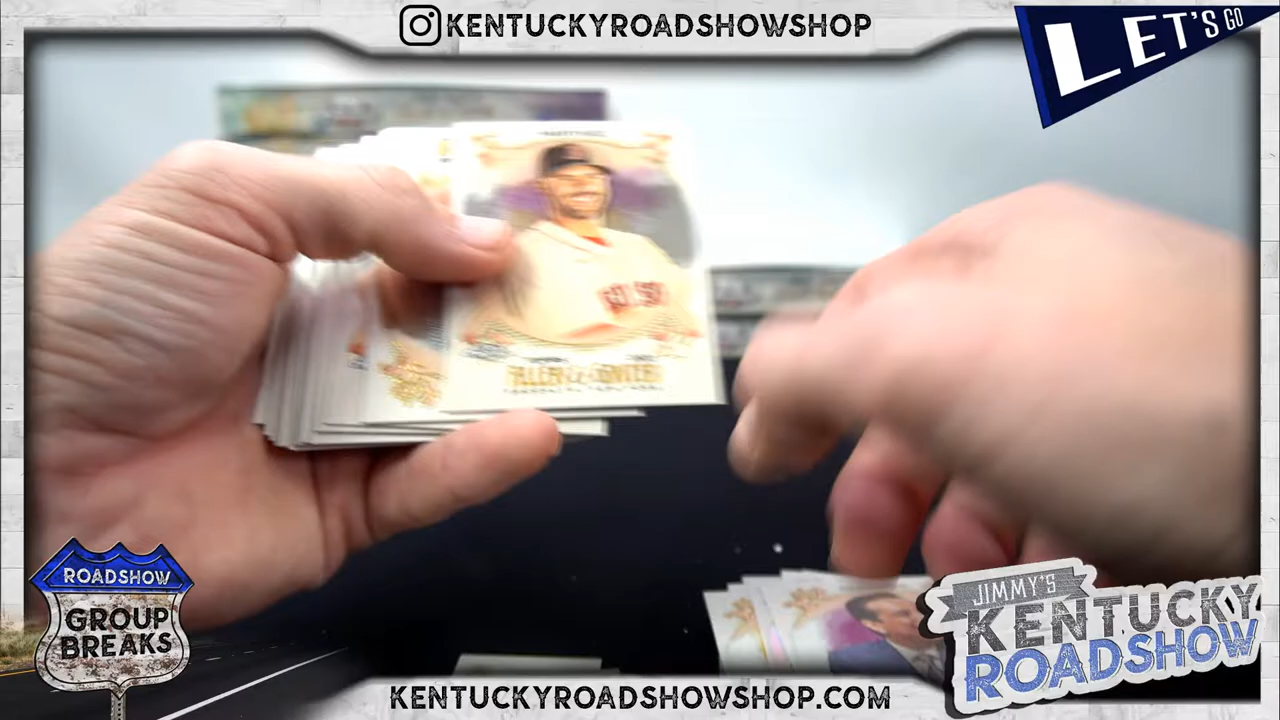 KENTUCKYROADSHOWSHOP
LET'S GO
ROADSHOW
GROUP
BREAKS
JIMMY'S
KENTUCKY
ROADSHOW
KENTUCKYROADSHOWSHOP.COM